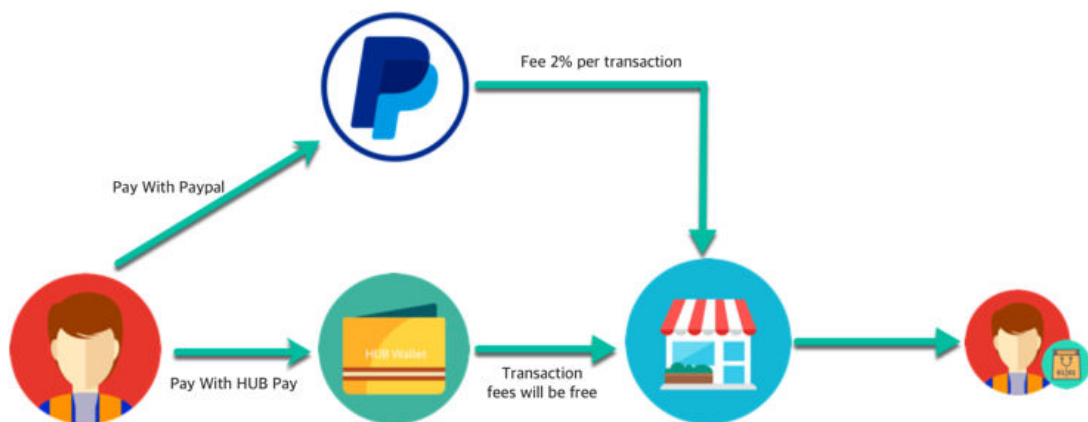 Fee 2% per transaction
Pay With Paypal
HUB Wallet
Pay With HUB Pay
Transaction
fees will be free